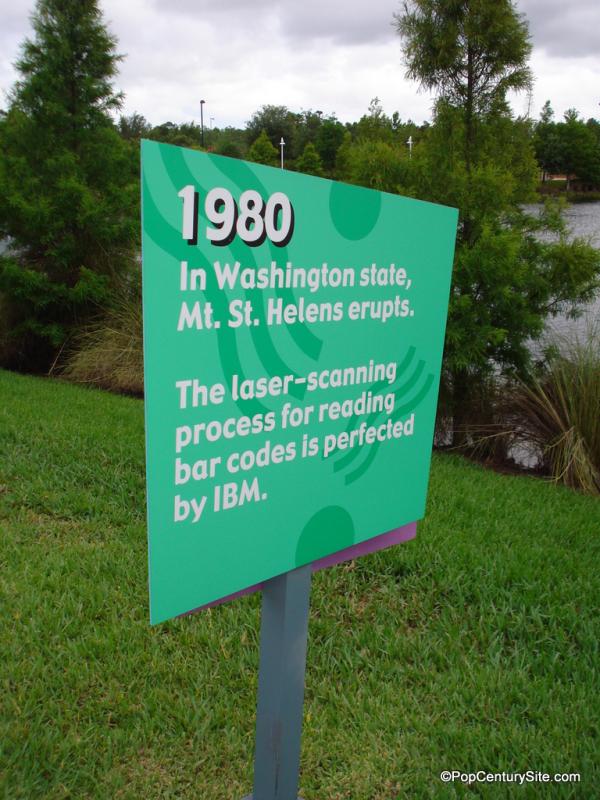 1980
In Washington state,
Mt. St. Helens erupts.
The laser-scanning
process for reading
bar codes is perfected
by IBM.
©PopCenturySite.com